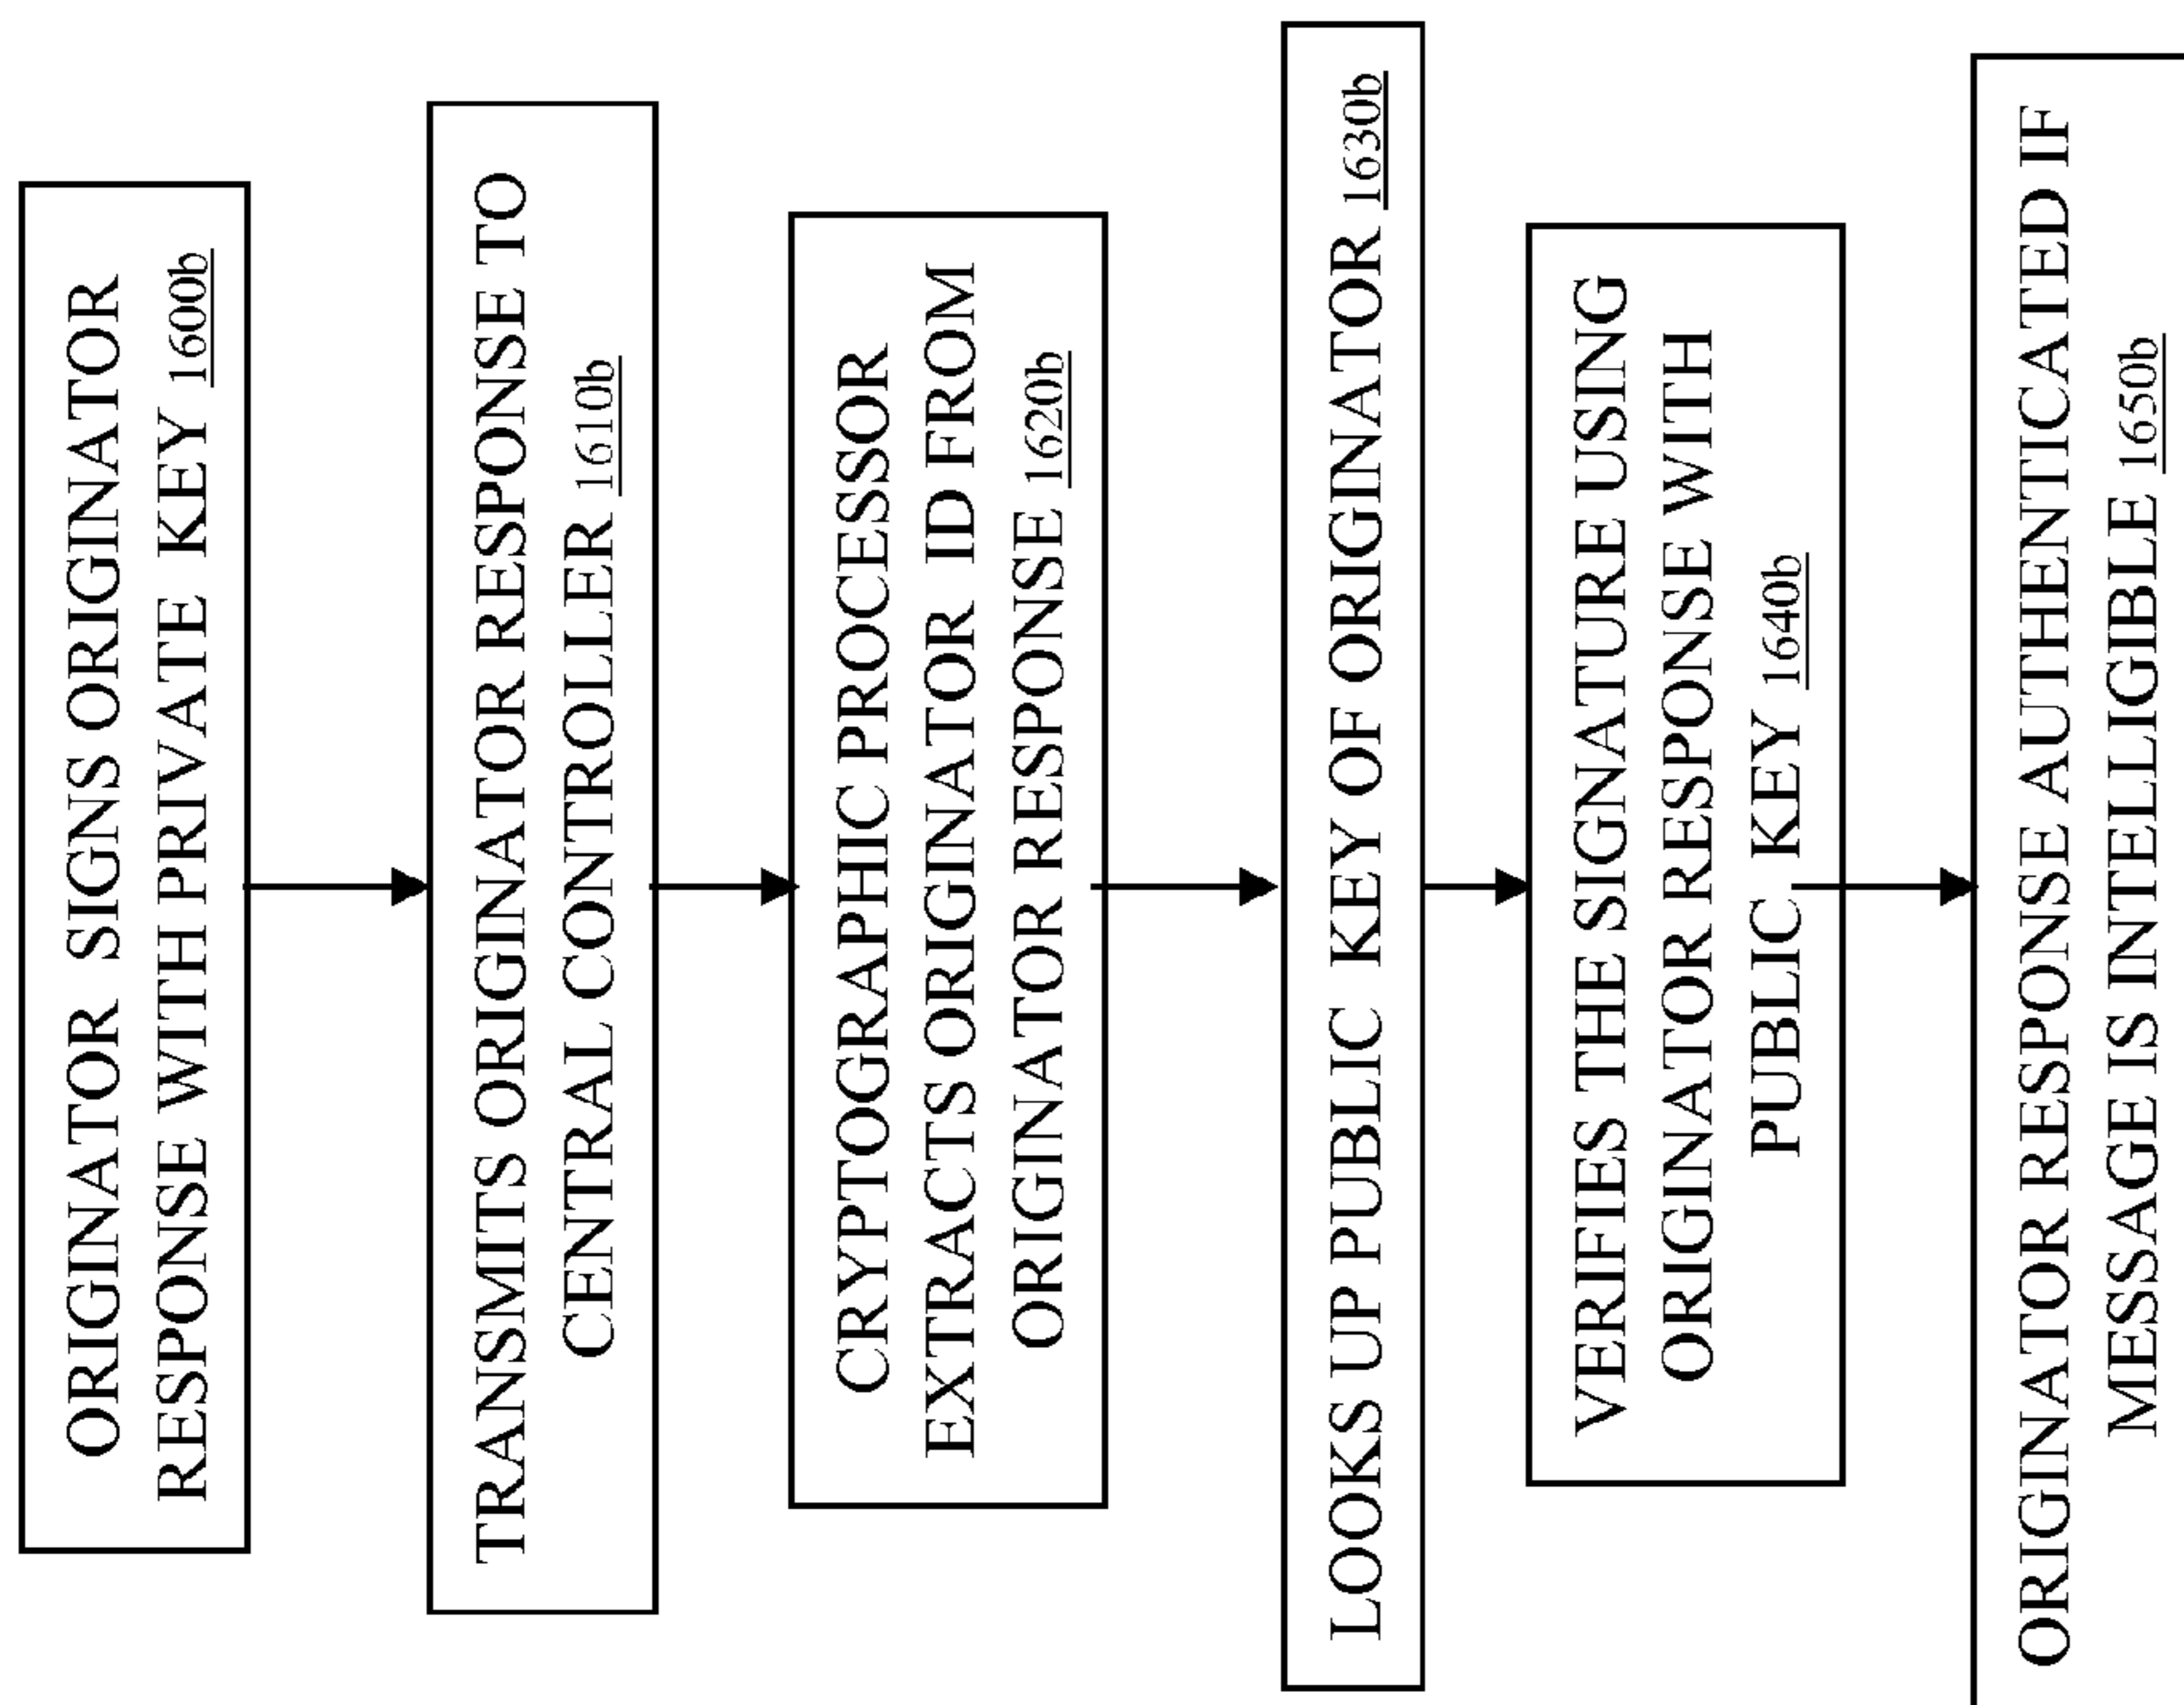 ORIGINATOR SIGNS ORIGINATOR
RESPONSE WITH PRIVATE KEY 1600b
TRANSMITS ORIGINATOR RESPONSE TO
CENTRAL CONTROLLER 1610b
CRYPTOGRAPHIC PROCESSOR
EXTRACTS ORIGINATOR ID FROM
ORIGINATOR RESPONSE 1620b
LOOKS UP PUBLIC KEY OF ORIGINATOR 1630b
VERIFIES THE SIGNATURE USING
ORIGINATOR RESPONSE WITH
PUBLIC KEY 1640b
ORIGINATOR RESPONSE AUTHENTICATED IF
MESSAGE IS INTELLIGIBLE 1650b